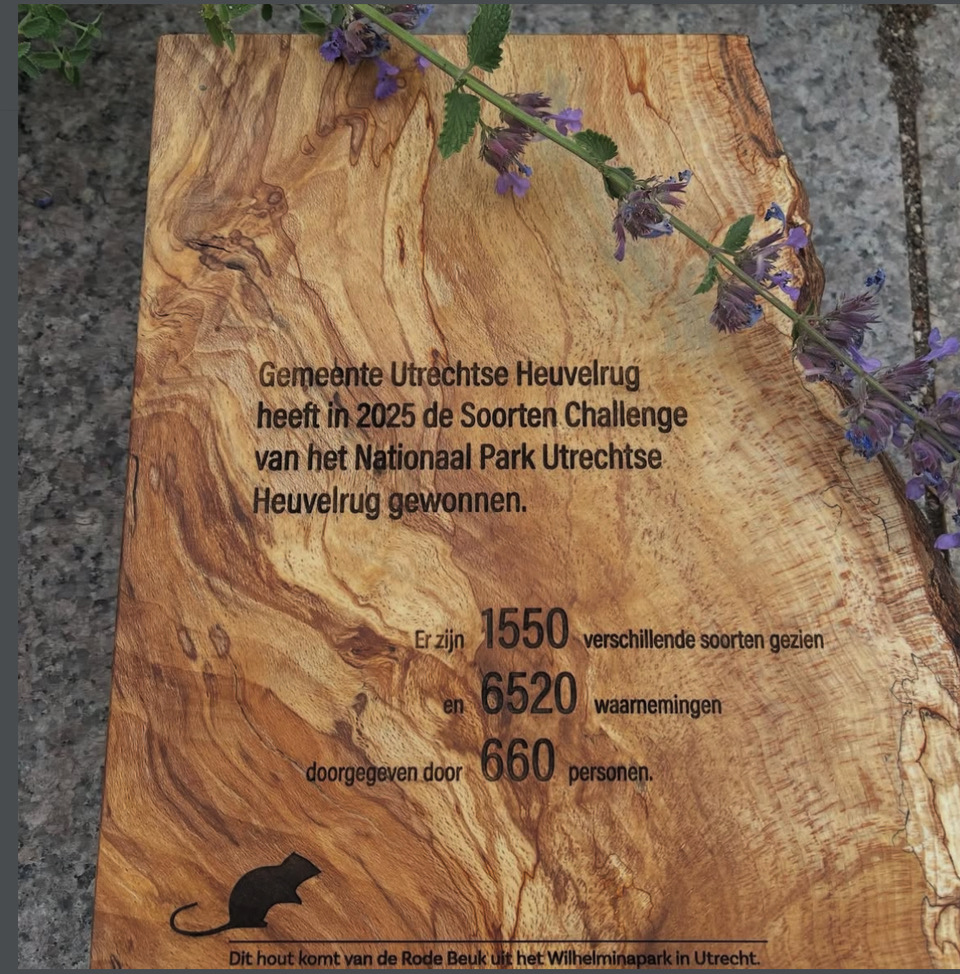 Gemeente Utrechtse Heuvelrug
heeft in 2025 de Soorten Challenge
van het Nationaal Park Utrechtse
Heuvelrug gewonnen.
Er zijn 1550 verschillende soorten gezien
en 6520 waarnemingen
doorgegeven door 660 personen.
Dit hout komt van de Rode Beuk uit het Wilhelminapark in Utrecht.